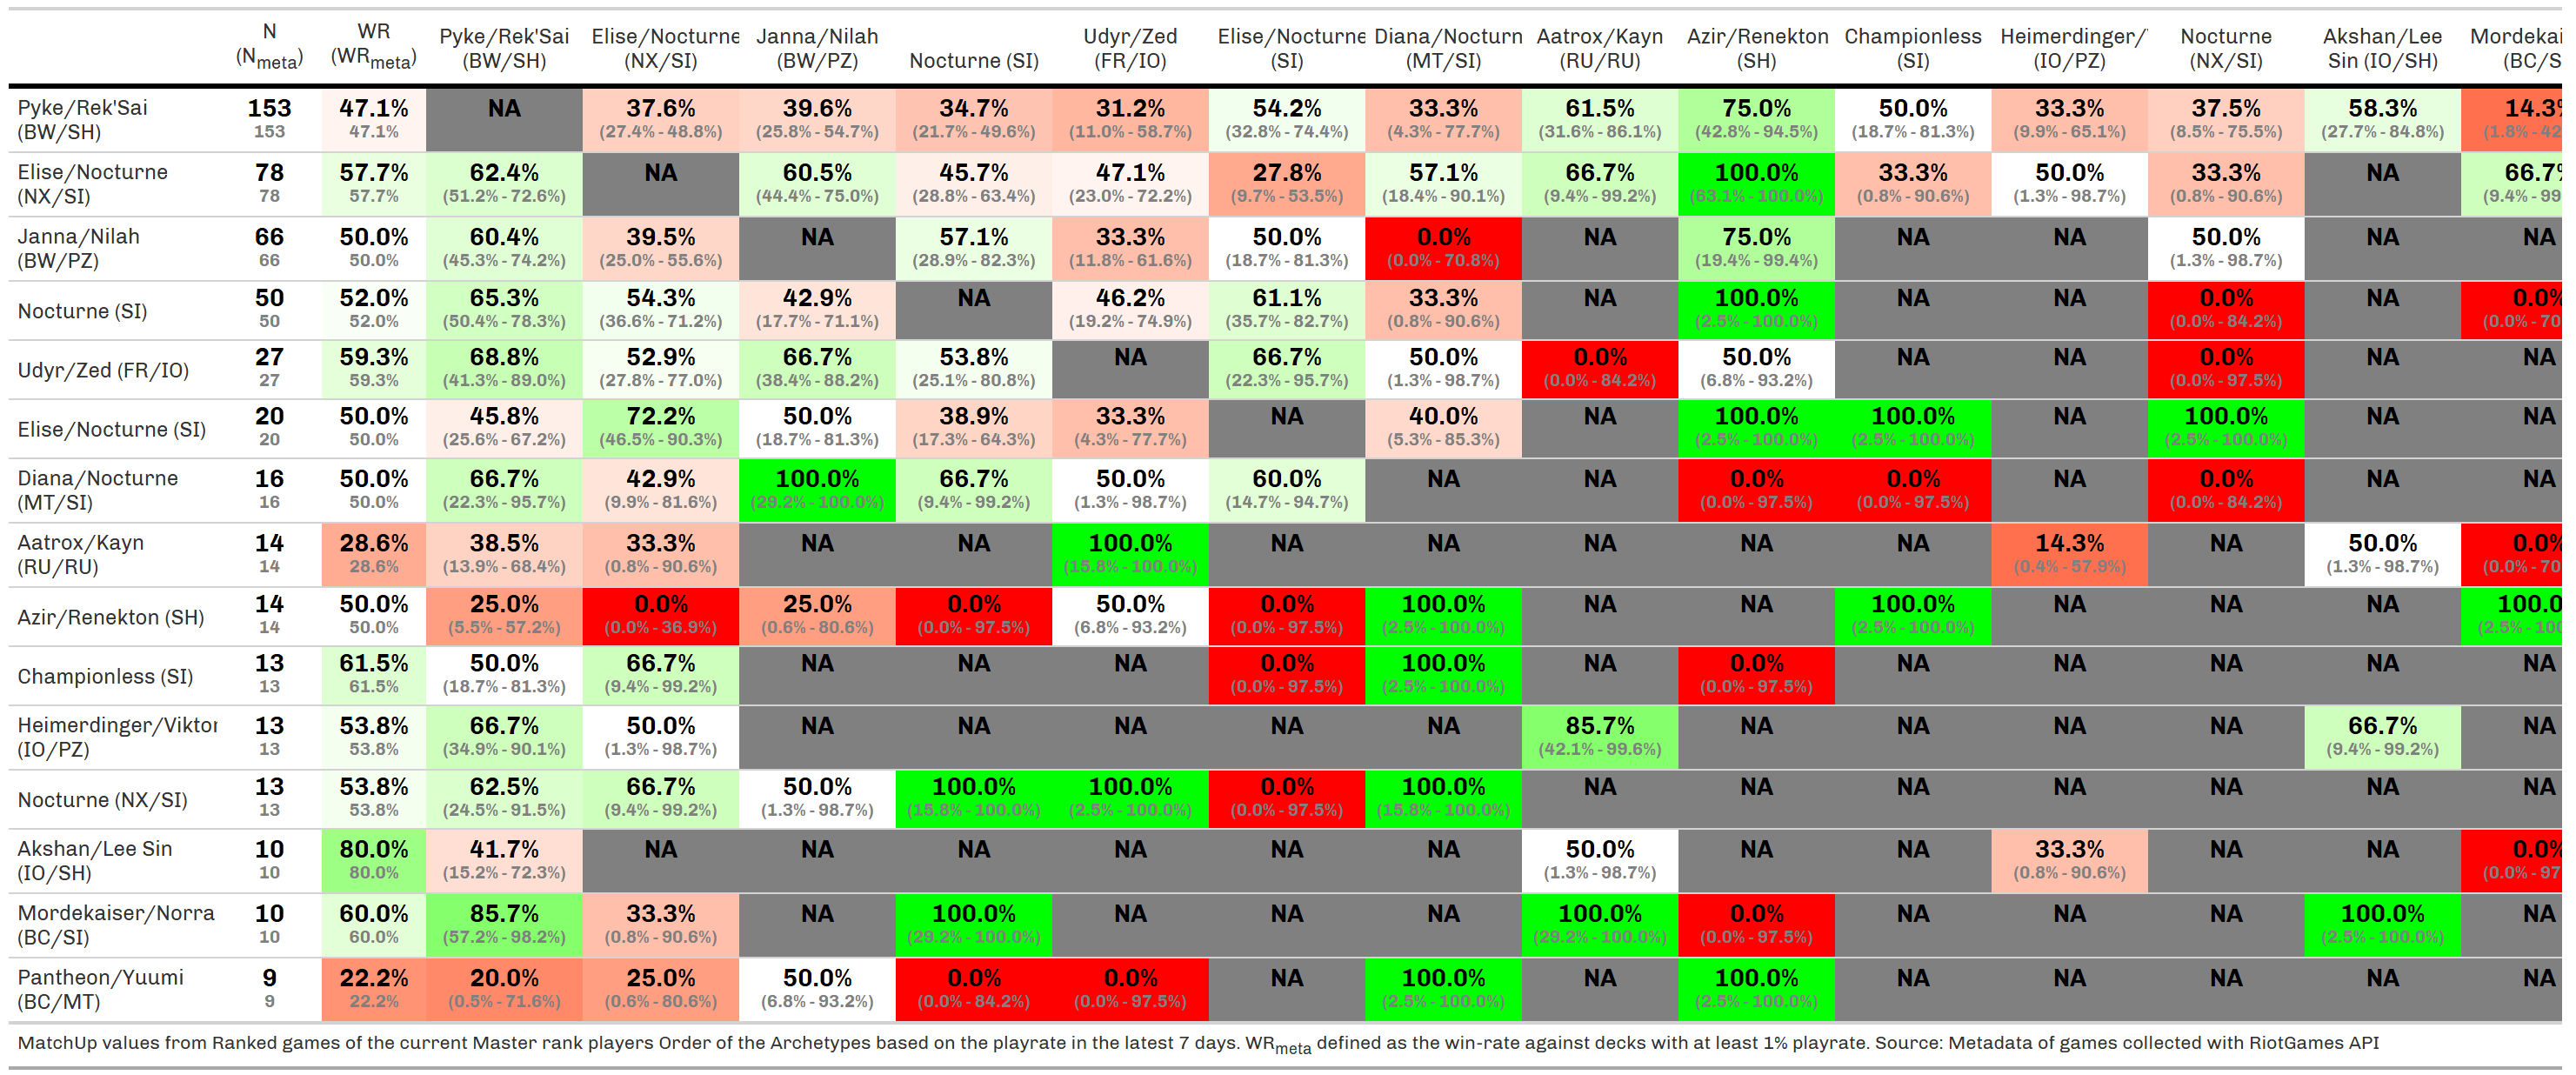 N (Nmeta) WR (WRmeta) Pyke/Rek'Sai (BW/SH) Elise/Nocturne (NX/SI) Janna/Nilah (BW/PZ) Nocturne (SI) Udyr/Zed (FR/IO) Elise/Nocturne (SI) Diana/Nocturn (MT/SI) Aatrox/Kayn (RU/RU) Azir/Renekton (SH) Championless (SI) Heimerdinger/ (IO/PZ) Nocturne (NX/SI) Akshan/Lee Sin (IO/SH) Mordekai (BC/S
Pyke/Rek'Sai (BW/SH) 153 47.1% NA 37.6% 39.6% 34.7% 31.2% 54.2% 33.3% 61.5% 75.0% 50.0% 33.3% 37.5% 58.3% 14.3%
153 47.1% (27.4% - 48.8%) (25.8% - 54.7%) (21.7% - 49.6%) (11.0% - 58.7%) (32.8% - 74.4%) (4.3% - 77.7%) (31.6% - 86.1%) (42.8% - 94.5%) (18.7% - 81.3%) (9.9% - 65.1%) (8.5% - 75.5%) (27.7% - 84.8%) (1.8% - 42
Elise/Nocturne (NX/SI) 78 57.7% 62.4% NA 60.5% 45.7% 47.1% 27.8% 57.1% 66.7% 100.0% 33.3% 50.0% 33.3% NA 66.7%
78 57.7% (51.2% - 72.6%) (44.4% - 75.0%) (28.8% - 63.4%) (23.0% - 72.2%) (9.7% - 53.5%) (18.4% - 90.1%) (9.4% - 99.2%) (63.1% - 100.0%) (0.8% - 90.6%) (1.3% - 98.7%) (0.8% - 90.6%) (9.4% - 99
Janna/Nilah (BW/PZ) 66 50.0% 60.4% 39.5% NA 57.1% 33.3% 50.0% 0.0% NA 75.0% NA NA 50.0% NA NA
66 50.0% (45.3% - 74.2%) (25.0% - 55.6%) (28.9% - 82.3%) (11.8% - 61.6%) (18.7% - 81.3%) (0.0% - 70.8%) (19.4% - 99.4%) (1.3% - 98.7%)
Nocturne (SI) 50 52.0% 65.3% 54.3% 42.9% NA 46.2% 61.1% 33.3% NA 100.0% NA NA 0.0% NA 0.0%
50 52.0% (50.4% - 78.3%) (36.6% - 71.2%) (17.7% - 71.1%) (19.2% - 74.9%) (35.7% - 82.7%) (0.8% - 90.6%) (2.5% - 100.0%) (0.0% - 84.2%) (0.0% - 70
Udyr/Zed (FR/IO) 27 59.3% 68.8% 52.9% 66.7% 53.8% NA 66.7% 50.0% 0.0% 50.0% NA NA 0.0% NA NA
27 59.3% (41.3% - 89.0%) (27.8% - 77.0%) (38.4% - 88.2%) (25.1% - 80.8%) (22.3% - 95.7%) (1.3% - 98.7%) (0.0% - 84.2%) (6.8% - 93.2%) (0.0% - 97.5%)
Elise/Nocturne (SI) 20 50.0% 45.8% 72.2% 50.0% 38.9% 33.3% NA 40.0% NA 100.0% 100.0% NA 100.0% NA NA
20 50.0% (25.6% - 67.2%) (46.5% - 90.3%) (18.7% - 81.3%) (17.3% - 64.3%) (4.3% - 77.7%) (5.3% - 85.3%) (2.5% - 100.0%) (2.5% - 100.0%) (2.5% - 100.0%)
Diana/Nocturne (MT/SI) 16 50.0% 66.7% 42.9% 100.0% 66.7% 50.0% 60.0% NA NA 0.0% 0.0% NA 0.0% NA NA
16 50.0% (22.3% - 95.7%) (9.9% - 81.6%) (29.2% - 100.0%) (9.4% - 99.2%) (1.3% - 98.7%) (14.7% - 94.7%) (0.0% - 97.5%) (0.0% - 97.5%) (0.0% - 84.2%)
Aatrox/Kayn (RU/RU) 14 28.6% 38.5% 33.3% NA NA 100.0% NA NA NA NA NA 14.3% NA 50.0% 0.0%
14 28.6% (13.9% - 68.4%) (0.8% - 90.6%) (15.8% - 100.0%) (0.4% - 57.9%) (1.3% - 98.7%) (0.0% - 70
Azir/Renekton (SH) 14 50.0% 25.0% 0.0% 25.0% 0.0% 50.0% 0.0% 100.0% NA NA 100.0% NA NA NA 100.0
14 50.0% (5.5% - 57.2%) (0.0% - 36.9%) (0.6% - 80.6%) (0.0% - 97.5%) (6.8% - 93.2%) (0.0% - 97.5%) (2.5% - 100.0%) (2.5% - 100.0%) (2.5% - 100
Championless (SI) 13 61.5% 50.0% 66.7% NA NA NA 0.0% 100.0% NA 0.0% NA NA NA NA NA
13 61.5% (18.7% - 81.3%) (9.4% - 99.2%) (0.0% - 97.5%) (2.5% - 100.0%) (0.0% - 97.5%)
Heimerdinger/Viktor (IO/PZ) 13 53.8% 66.7% 50.0% NA NA NA NA NA 85.7% NA NA NA NA 66.7% NA
13 53.8% (34.9% - 90.1%) (1.3% - 98.7%) (42.1% - 99.6%) (9.4% - 99.2%)
Nocturne (NX/SI) 13 53.8% 62.5% 66.7% 50.0% 100.0% 100.0% 0.0% 100.0% NA NA NA NA NA NA NA
13 53.8% (24.5% - 91.5%) (9.4% - 99.2%) (1.3% - 98.7%) (15.8% - 100.0%) (2.5% - 100.0%) (0.0% - 97.5%) (15.8% - 100.0%)
Akshan/Lee Sin (IO/SH) 10 80.0% 41.7% NA NA NA NA NA NA 50.0% NA NA 33.3% NA NA 0.0%
10 80.0% (15.2% - 72.3%) (1.3% - 98.7%) (0.8% - 90.6%) (0.0% - 97
Mordekaiser/Norra (BC/SI) 10 60.0% 85.7% 33.3% NA 100.0% NA NA NA 100.0% 0.0% NA NA NA 100.0% NA
10 60.0% (57.2% - 98.2%) (0.8% - 90.6%) (29.2% - 100.0%) (29.2% - 100.0%) (0.0% - 97.5%) (2.5% - 100.0%)
Pantheon/Yuumi (BC/MT) 9 22.2% 20.0% 25.0% 50.0% 0.0% 0.0% NA 100.0% NA 100.0% NA NA NA NA NA
9 22.2% (0.5% - 71.6%) (0.6% - 80.6%) (6.8% - 93.2%) (0.0% - 84.2%) (0.0% - 97.5%) (2.5% - 100.0%) (2.5% - 100.0%)
MatchUp values from Ranked games of the current Master rank players Order of the Archetypes based on the playrate in the latest 7 days. WRmeta defined as the win-rate against decks with at least 1% playrate. Source: Metadata of games collected with RiotGames API